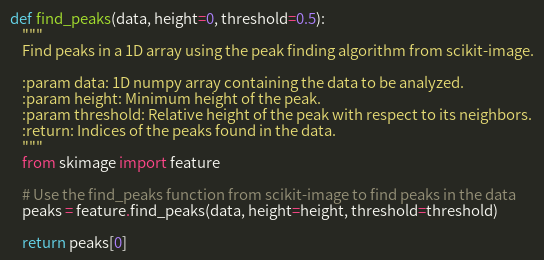 def find_peaks(data, height=0, threshold=0.5):
"""
Find peaks in a 1D array using the peak finding algorithm from scikit-image.
:param data: 1D numpy array containing the data to be analyzed.
:param height: Minimum height of the peak.
:param threshold: Relative height of the peak with respect to its neighbors.
:return: Indices of the peaks found in the data.
"""
from skimage import feature
# Use the find_peaks function from scikit-image to find peaks in the data
peaks = feature.find_peaks(data, height=height, threshold=threshold)
return peaks[0]